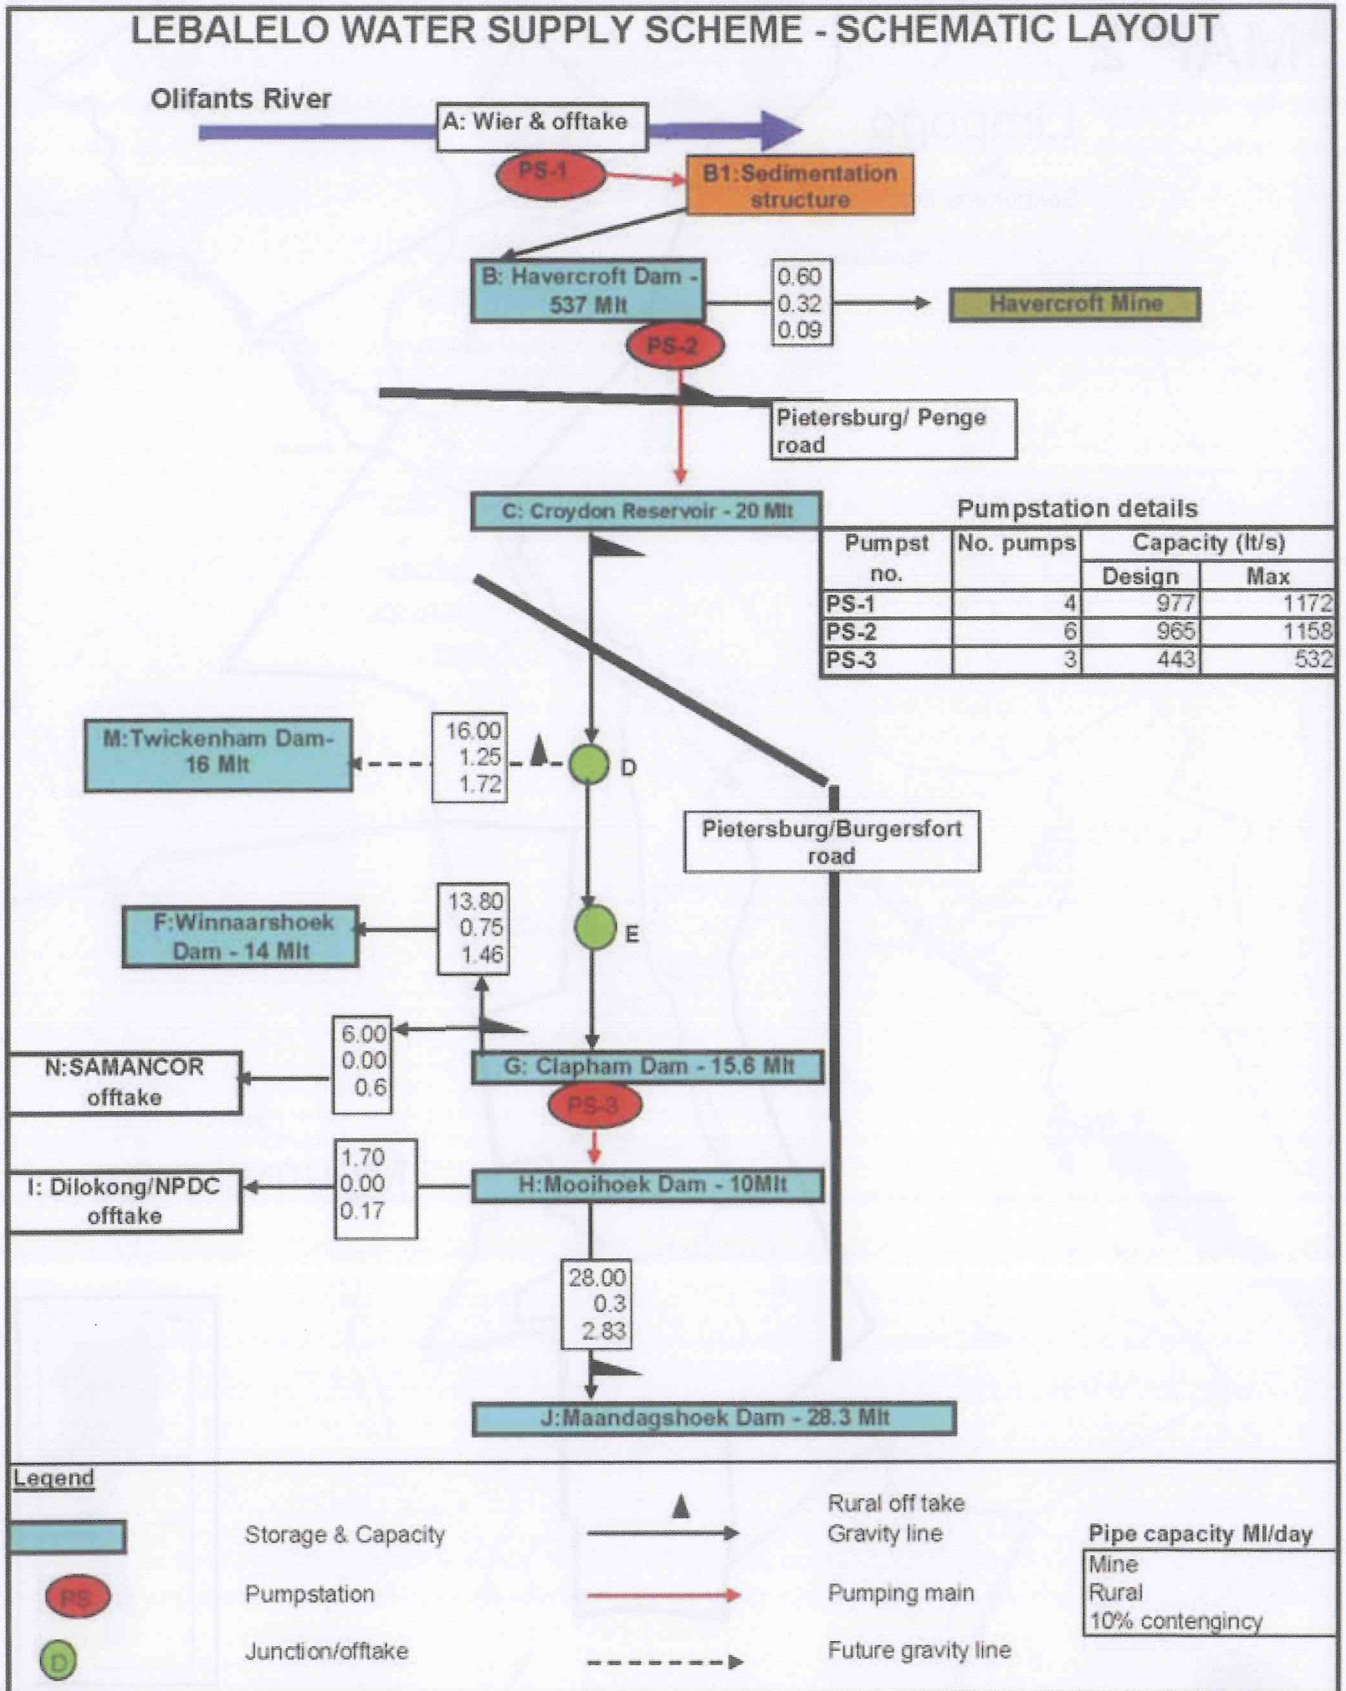 LEBALELO WATER SUPPLY SCHEME - SCHEMATIC LAYOUT
Olifants River
A: Wier & offtake
PS-1
B1:Sedimentation
structure
B: Havercroft Dam -
537 Mlt
0.60
0.32
0.09
Havercroft Mine
PS-2
Pietersburg/ Penge
road
C: Croydon Reservoir - 20 Mlt
Pumpstation details
Pumpst no. No. pumps Capacity (lt/s)
Design Max
PS-1 4 977 1172
PS-2 6 965 1158
PS-3 3 443 532
M:Twickenham Dam-
16 Mlt
16.00
1.25
1.72
D
Pietersburg/Burgersfort
road
F:Winnaarshoek
Dam - 14 Mlt
13.80
0.75
1.46
E
N:SAMANCOR
offtake
6.00
0.00
0.6
G: Clapham Dam - 15.6 Mlt
PS-3
I: Dilokong/NPDC
offtake
1.70
0.00
0.17
H:Mooihoek Dam - 10Mlt
28.00
0.3
2.83
J:Maandagshoek Dam - 28.3 Mlt
Legend
Storage & Capacity
PS
Pumpstation
D
Junction/offtake
Rural off take
Gravity line
Pumping main
Future gravity line
Pipe capacity Ml/day
Mine
Rural
10% contengincy